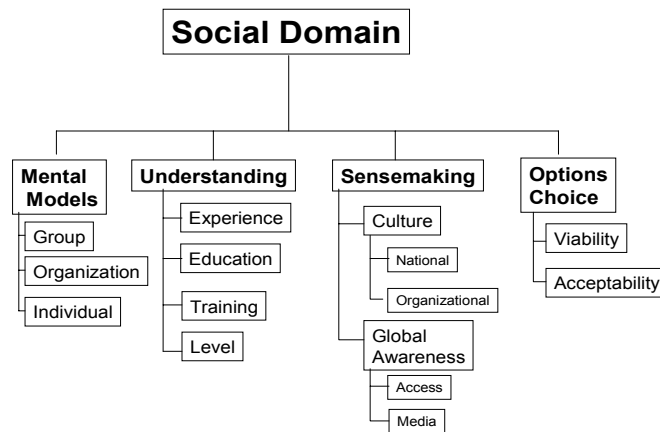 Social Domain
Mental
Models
Group
Organization
Individual
Understanding
Experience
Education
Training
Level
Sensemaking
Culture
National
Organizational
Global
Awareness
Access
Media
Options
Choice
Viability
Acceptability